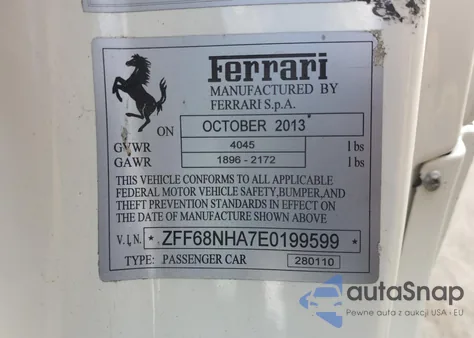 Ferrari
MANUFACTURED BY
FERRARI S.p.A.
ON OCTOBER 2013
GVWR 4045 lbs
GAWR 1896 - 2172 lbs
THIS VEHICLE CONFORMS TO ALL APPLICABLE
FEDERAL MOTOR VEHICLE SAFETY, BUMPER, AND
THEFT PREVENTION STANDARDS IN EFFECT ON
THE DATE OF MANUFACTURE SHOWN ABOVE
V.I.N. * ZFF68NHA7E0199599 *
TYPE: PASSENGER CAR 280110
autoSnap
Pewne auta z aukcji USA - EU